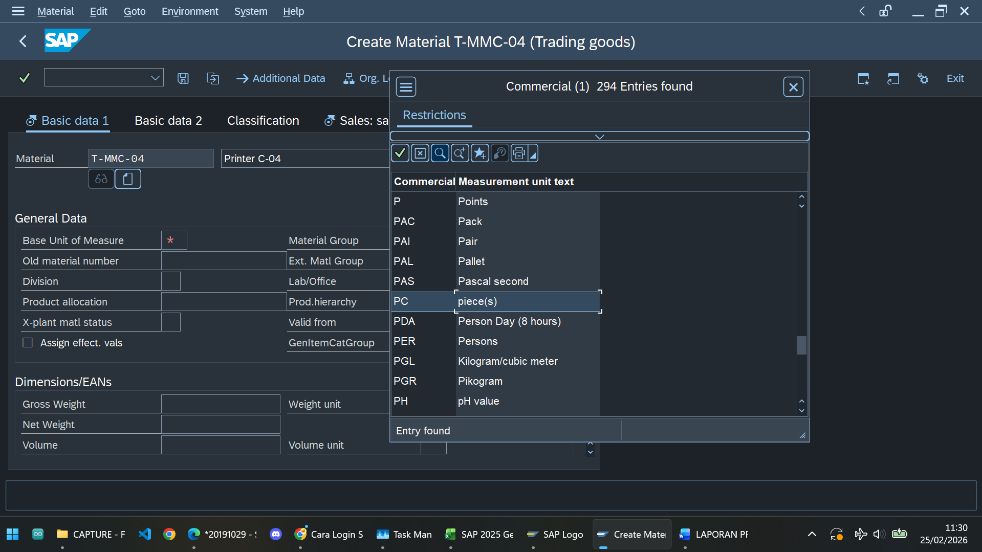 Material Edit Goto Environment System Help
SAP
Create Material T-MMC-04 (Trading goods)
Additional Data
Org. Le
Exit
Basic data 1
Basic data 2
Classification
Sales: sa
Material
T-MMC-04
Printer C-04
General Data
Base Unit of Measure
*
Material Group
Old material number
Ext. Matl Group
Division
Lab/Office
Product allocation
Prod.hierarchy
X-plant matl status
Valid from
Assign effect. vals
GenItemCatGroup
Dimensions/EANs
Gross Weight
Weight unit
Net Weight
Volume
Volume unit
Commercial (1) 294 Entries found
Restrictions
Commercial Measurement unit text
P Points
PAC Pack
PAI Pair
PAL Pallet
PAS Pascal second
PC piece(s)
PDA Person Day (8 hours)
PER Persons
PGL Kilogram/cubic meter
PGR Pikogram
PH pH value
Entry found
CAPTURE - F
*20191029 - S
Cara Login S
Task Man
SAP 2025 Ge
SAP Logo
Create Mater
LAPORAN PF
11:30
25/02/2026